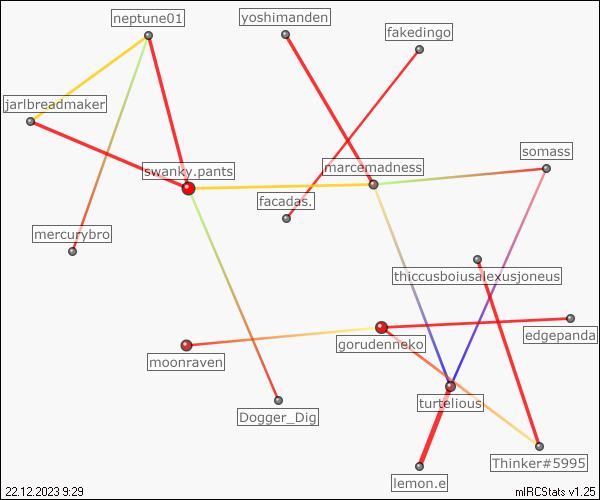 neptune01
yoshimanden
fakedingo
jarlbreadmaker
somass
swanky.pants
marcemadness
facadas.
mercurybro
thiccusboiusalexusjoneus
edgepanda
gorudenneko
moonraven
turtelious
Dogger_Dig
Thinker#5995
lemon.e
22.12.2023 9:29
mIRCStats v1.25